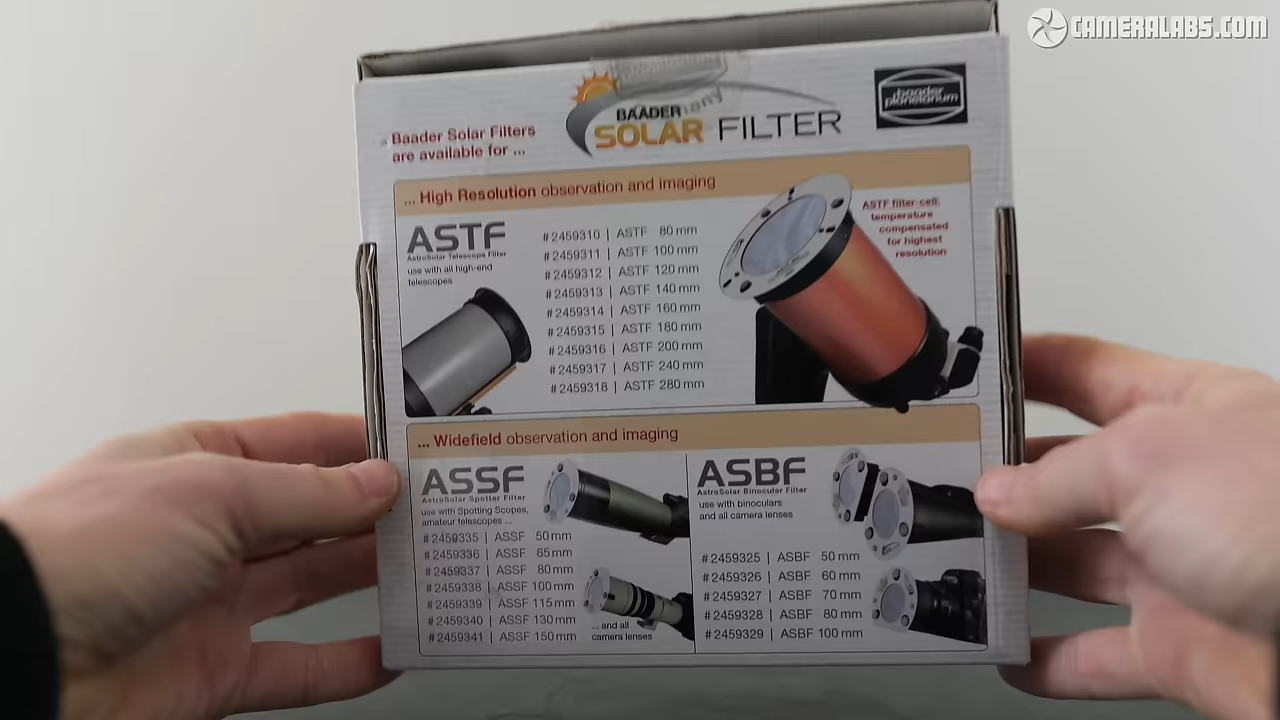 CAMERALABS.COM
BAADER
SOLAR FILTER
baader
planetarium
Baader Solar Filters
are available for ...
... High Resolution observation and imaging
ASTF
AstroSolar Telescope Filter
use with all high-end
telescopes
#2459310 | ASTF 80 mm
#2459311 | ASTF 100 mm
#2459312 | ASTF 120 mm
#2459313 | ASTF 140 mm
#2459314 | ASTF 160 mm
#2459315 | ASTF 180 mm
#2459316 | ASTF 200 mm
#2459317 | ASTF 240 mm
#2459318 | ASTF 280 mm
ASTF filter cell:
temperature
compensated
for highest
resolution
... Widefield observation and imaging
ASSF
AstroSolar Spotter Filter
use with Spotting Scopes,
amateur telescopes ...
#2459335 | ASSF 50 mm
#2459336 | ASSF 65 mm
#2459337 | ASSF 80 mm
#2459338 | ASSF 100 mm
#2459339 | ASSF 115 mm
#2459340 | ASSF 130 mm
#2459341 | ASSF 150 mm
... and all
camera lenses
ASBF
AstroSolar Binocular Filter
use with binoculars
and all camera lenses
#2459325 | ASBF 50 mm
#2459326 | ASBF 60 mm
#2459327 | ASBF 70 mm
#2459328 | ASBF 80 mm
#2459329 | ASBF 100 mm